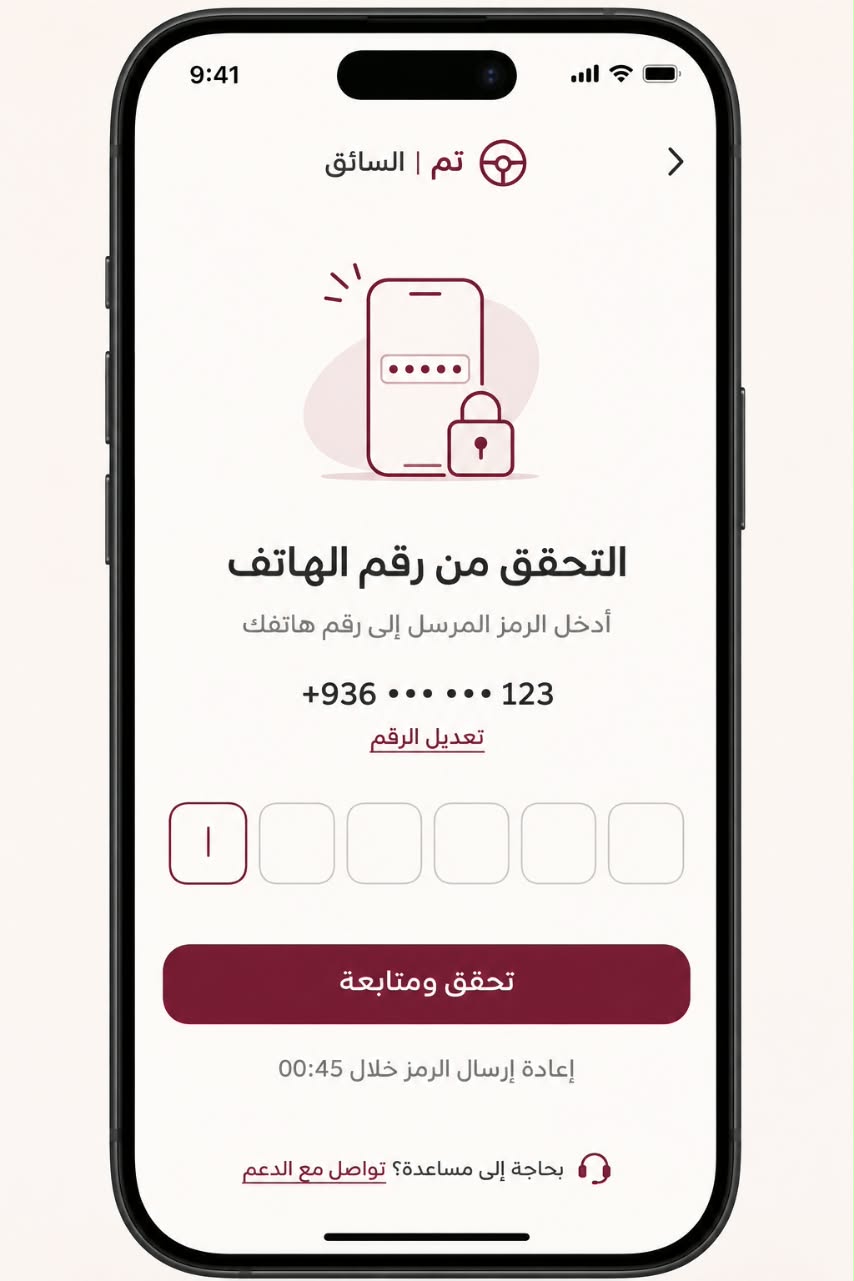 9:41
تم | السائق
التحقق من رقم الهاتف
أدخل الرمز المرسل إلى رقم هاتفك
+936 ••• ••• 123
تعديل الرقم
تحقق ومتابعة
إعادة إرسال الرمز خلال 00:45
بحاجة إلى مساعدة؟ تواصل مع الدعم